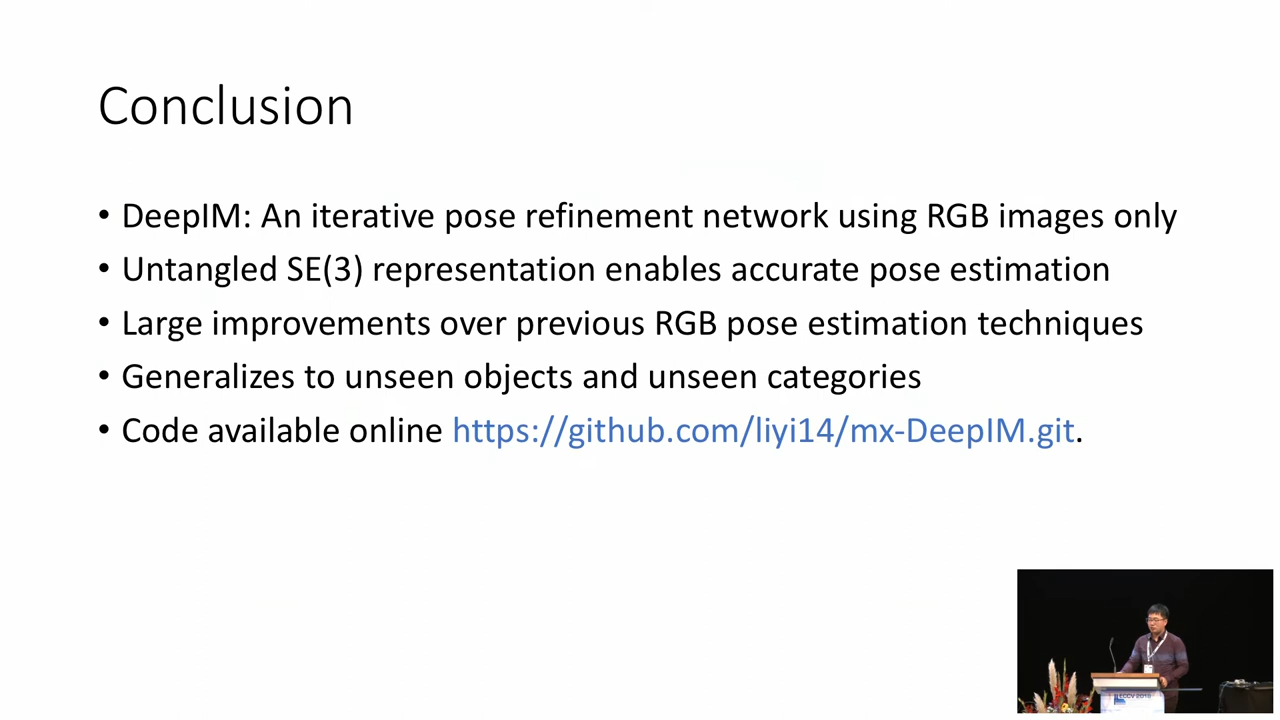 Conclusion
• DeepIM: An iterative pose refinement network using RGB images only
• Untangled SE(3) representation enables accurate pose estimation
• Large improvements over previous RGB pose estimation techniques
• Generalizes to unseen objects and unseen categories
• Code available online https://github.com/liyi14/mx-DeepIM.git.
ECCV 2018